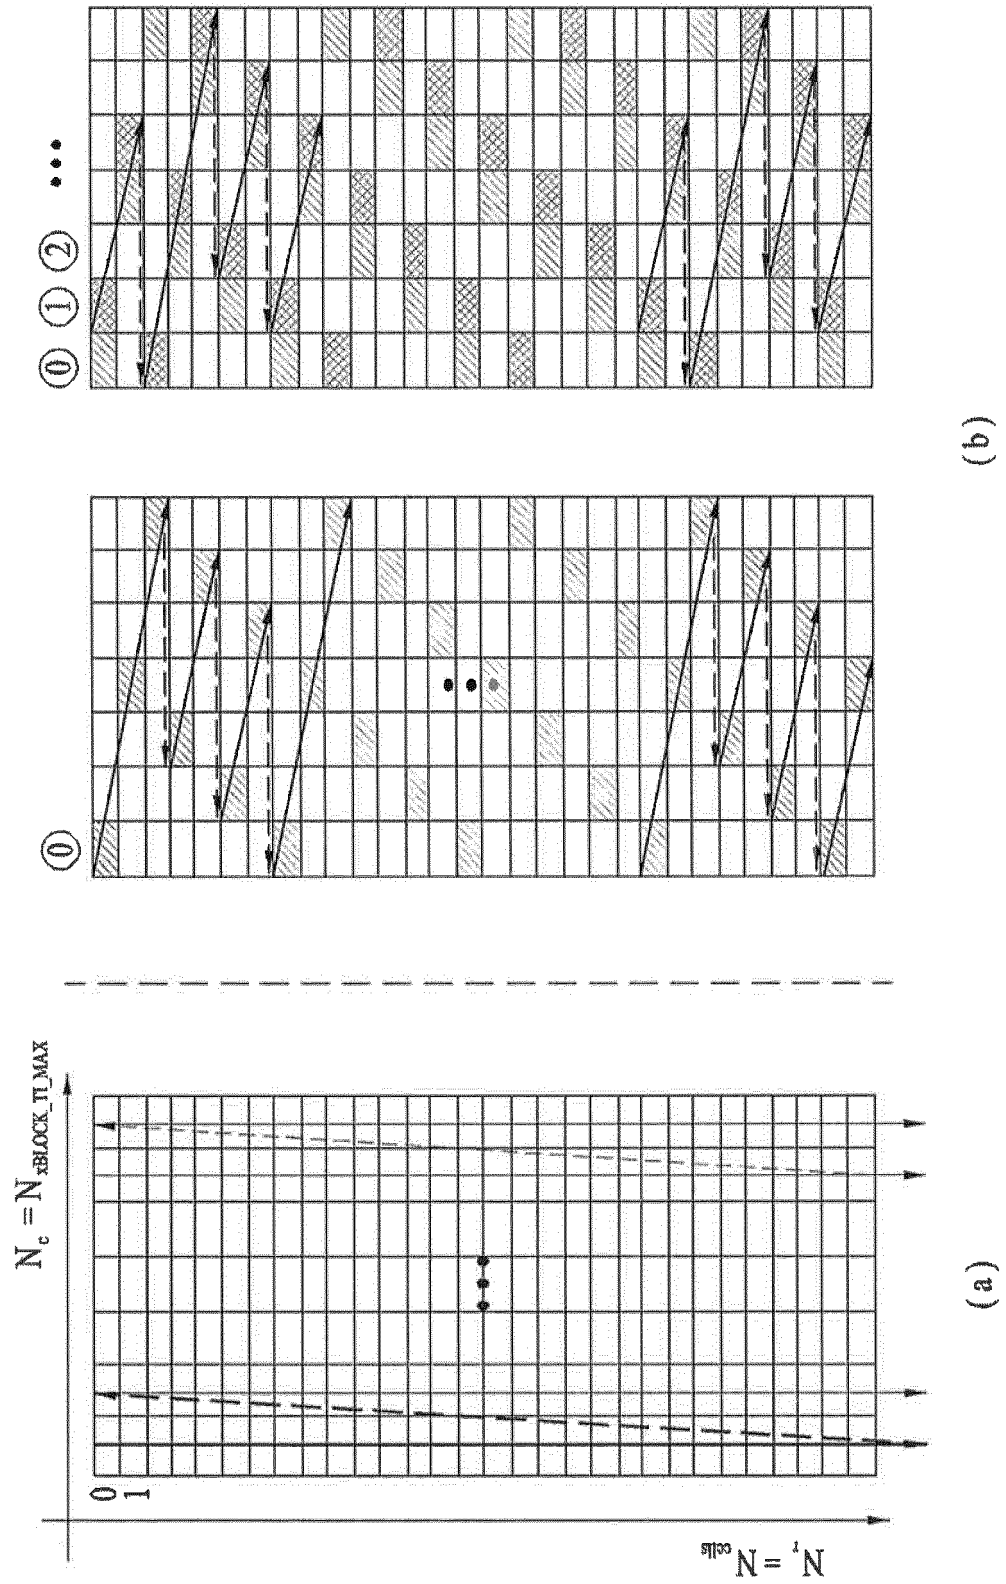 N_c = N_xBLOCK_TI_MAX
0
1
N_r = N_cells
(a)
0
0 1 2 •••
(b)